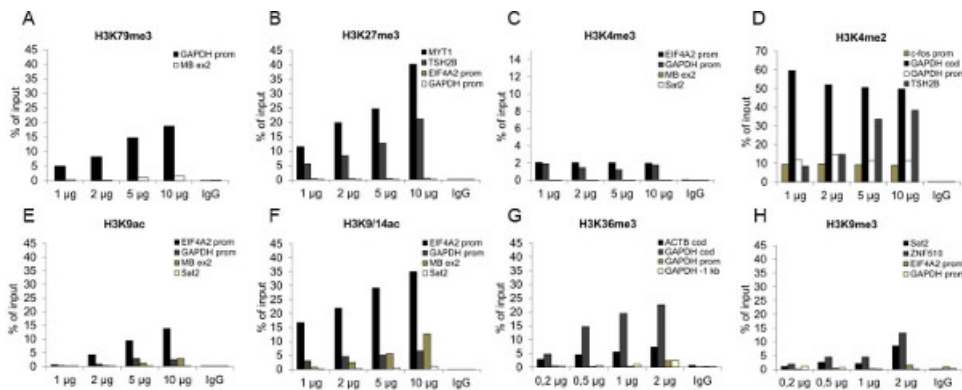 A
H3K79me3
% of input
45
40
35
30
25
20
15
10
5
0
GAPDH prom
MB ex2
1 µg 2 µg 5 µg 10 µg IgG
B
H3K27me3
% of input
45
40
35
30
25
20
15
10
5
0
MYT1
TSH2B
EIF4A2 prom
GAPDH prom
1 µg 2 µg 5 µg 10 µg IgG
C
H3K4me3
% of input
14
12
10
8
6
4
2
0
EIF4A2 prom
GAPDH prom
MB ex2
Sat2
1 µg 2 µg 5 µg 10 µg IgG
D
H3K4me2
% of input
70
60
50
40
30
20
10
0
c-fos prom
GAPDH cod
GAPDH prom
TSH2B
1 µg 2 µg 5 µg 10 µg IgG
E
H3K9ac
% of input
45
40
35
30
25
20
15
10
5
0
EIF4A2 prom
GAPDH prom
MB ex2
Sat2
1 µg 2 µg 5 µg 10 µg IgG
F
H3K9/14ac
% of input
45
40
35
30
25
20
15
10
5
0
EIF4A2 prom
GAPDH prom
MB ex2
Sat2
1 µg 2 µg 5 µg 10 µg IgG
G
H3K36me3
% of input
45
40
35
30
25
20
15
10
5
0
ACTB cod
GAPDH cod
GAPDH prom
GAPDH -1 kb
0,2 µg 0,5 µg 1 µg 2 µg IgG
H
H3K9me3
% of input
45
40
35
30
25
20
15
10
5
0
Sat2
ZNF510
EIF4A2 prom
GAPDH prom
0,2 µg 0,5 µg 1 µg 2 µg IgG